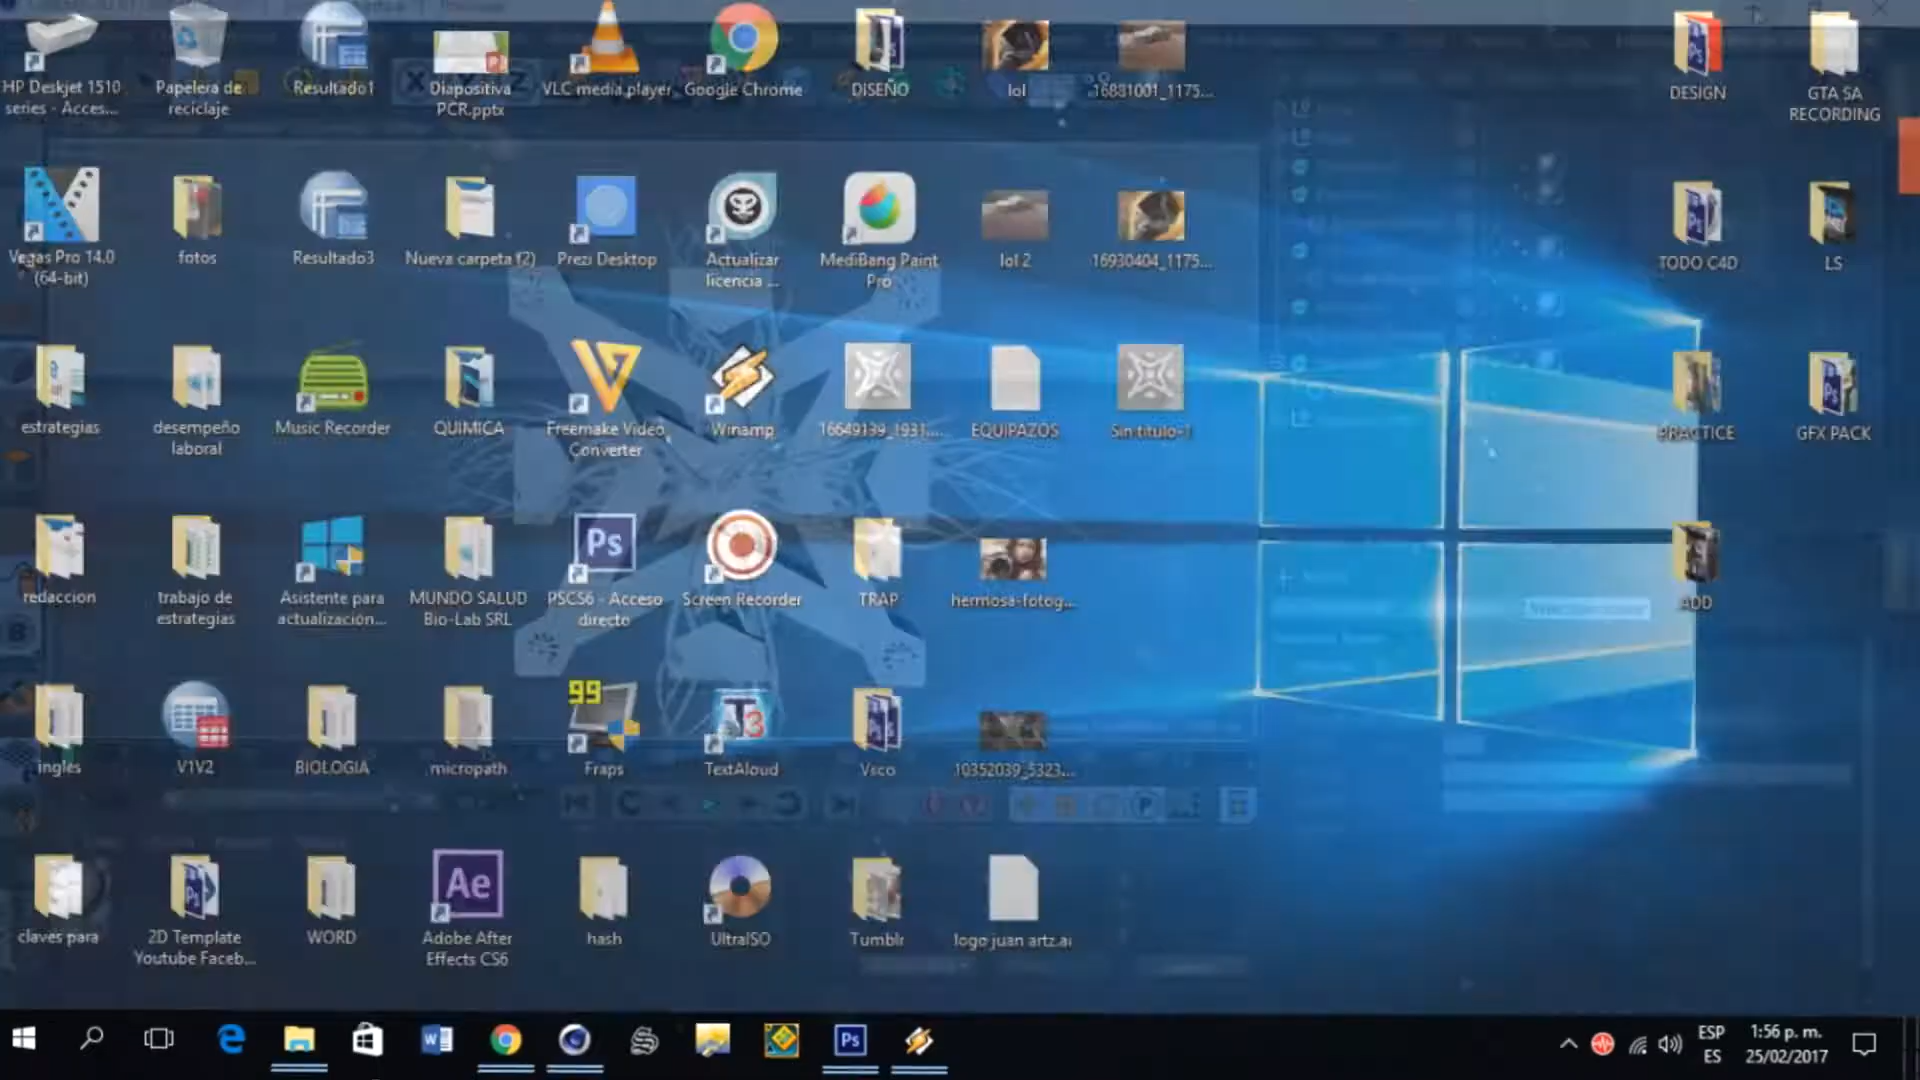 HP Deskjet 1510
series - Acces...
Papelera de
reciclaje
Resultado1
Diapositiva
PCR.pptx
VLC media player
Google Chrome
DISEÑO
lol
16881001_1175...
DESIGN
GTA SA
RECORDING
Vegas Pro 14.0
(64-bit)
fotos
Resultado3
Nueva carpeta (2)
Prezi Desktop
Actualizar
licencia ...
MediBang Paint
Pro
lol 2
16930404_1175...
TODO C4D
LS
estrategias
desempeño
laboral
Music Recorder
QUIMICA
Freemake Video
Converter
Winamp
16649139_1931...
EQUIPAZOS
Sin título-1
PRACTICE
GFX PACK
redaccion
trabajo de
estrategias
Asistente para
actualización...
MUNDO SALUD
Bio-Lab SRL
Ps
PSCS6 - Acceso
directo
Screen Recorder
TRAP
hermosa-fotog...
ADD
ingles
V1V2
BIOLOGIA
micropath
99
Fraps
T3
TextAloud
Vsco
10352039_5323...
claves para
2D Template
Youtube Faceb...
WORD
Ae
Adobe After
Effects CS6
hash
UltraISO
Tumblr
logo juan artz.ai
Ps
ESP
ES
1:56 p. m.
25/02/2017